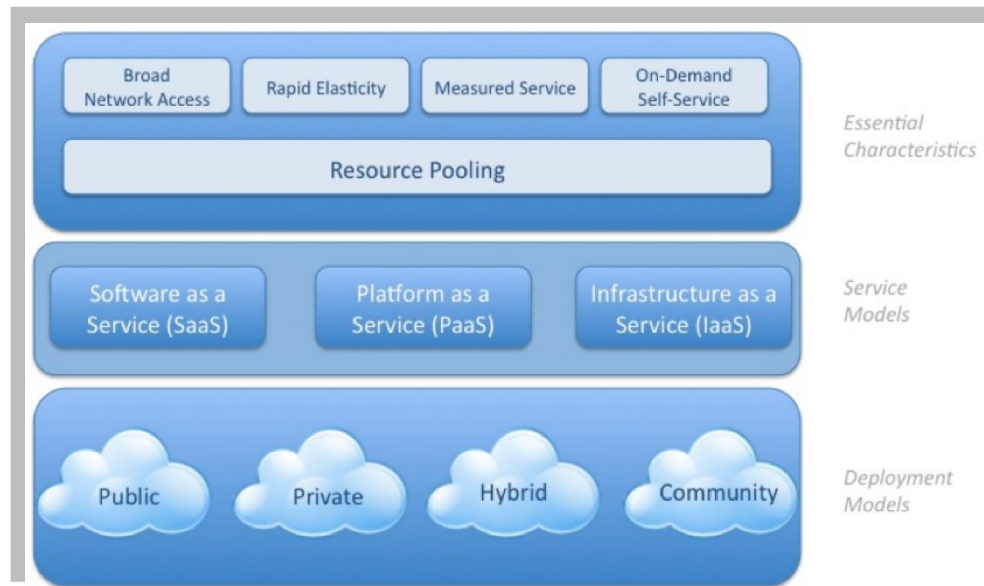 Broad
Network Access
Rapid Elasticity
Measured Service
On-Demand
Self-Service
Resource Pooling
Essential
Characteristics
Software as a
Service (SaaS)
Platform as a
Service (PaaS)
Infrastructure as a
Service (IaaS)
Service
Models
Public
Private
Hybrid
Community
Deployment
Models